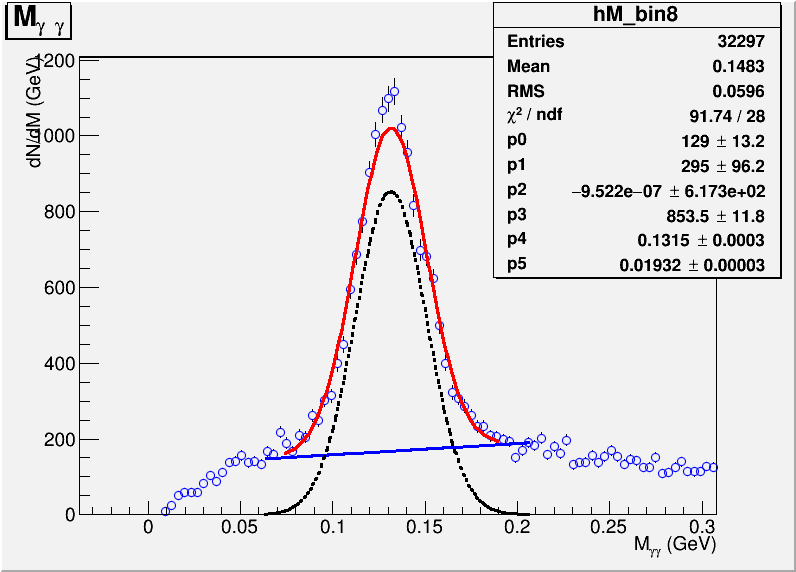 Mγ γ
hM_bin8
Entries 32297
Mean 0.1483
RMS 0.0596
χ² / ndf 91.74 / 28
p0 129 ± 13.2
p1 295 ± 96.2
p2 −9.522e−07 ± 6.173e+02
p3 853.5 ± 11.8
p4 0.1315 ± 0.0003
p5 0.01932 ± 0.00003
dN/dM (GeV)
1200
1000
800
600
400
200
0
0 0.05 0.1 0.15 0.2 0.25 0.3
Mγγ (GeV)